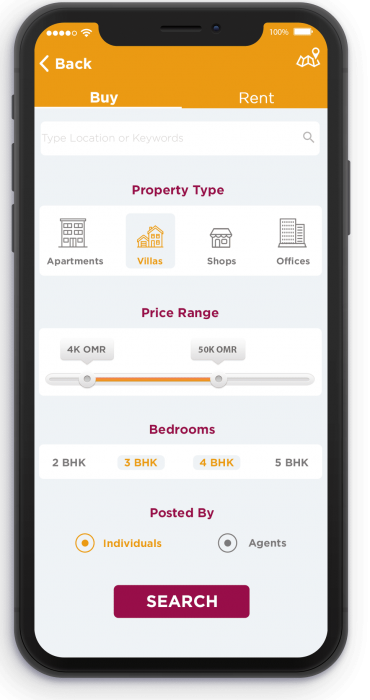 100%
Back
Buy Rent
Type Location or Keywords
Property Type
Apartments Villas Shops Offices
Price Range
4K OMR 50K OMR
Bedrooms
2 BHK 3 BHK 4 BHK 5 BHK
Posted By
Individuals Agents
SEARCH